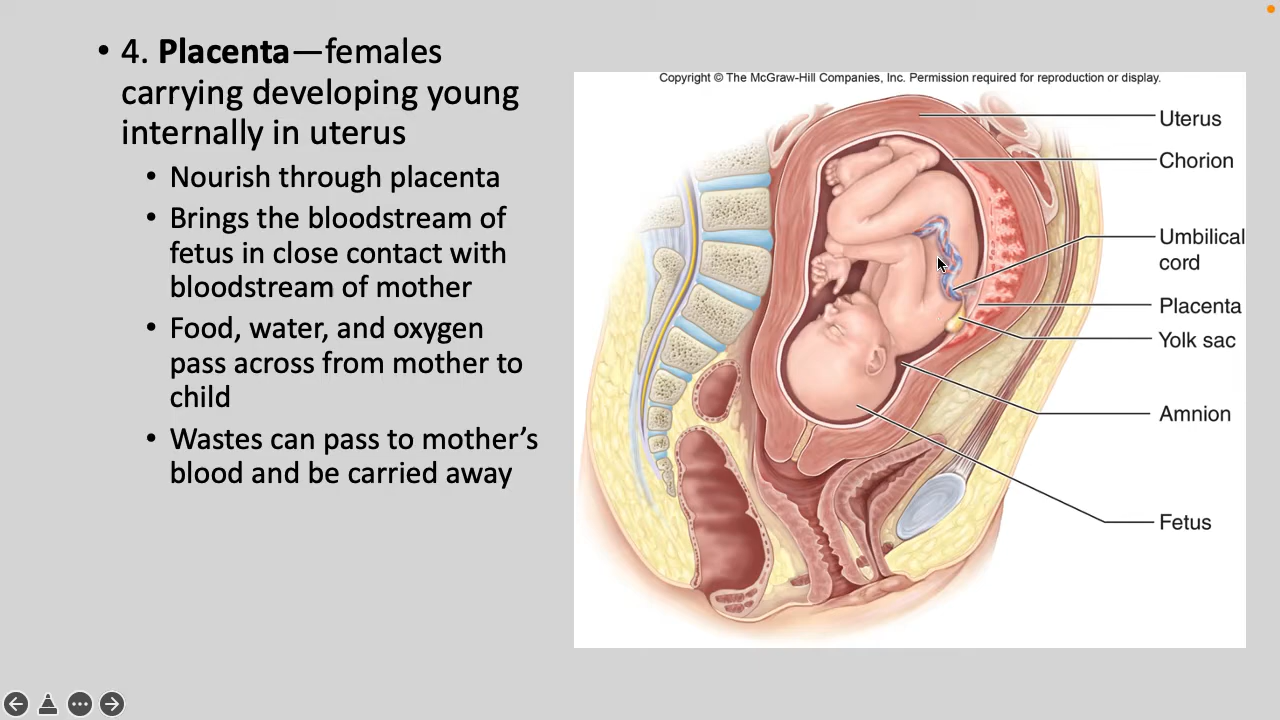 • 4. Placenta—females
carrying developing young
internally in uterus
• Nourish through placenta
• Brings the bloodstream of
fetus in close contact with
bloodstream of mother
• Food, water, and oxygen
pass across from mother to
child
• Wastes can pass to mother’s
blood and be carried away
Copyright © The McGraw-Hill Companies, Inc. Permission required for reproduction or display.
Uterus
Chorion
Umbilical
cord
Placenta
Yolk sac
Amnion
Fetus